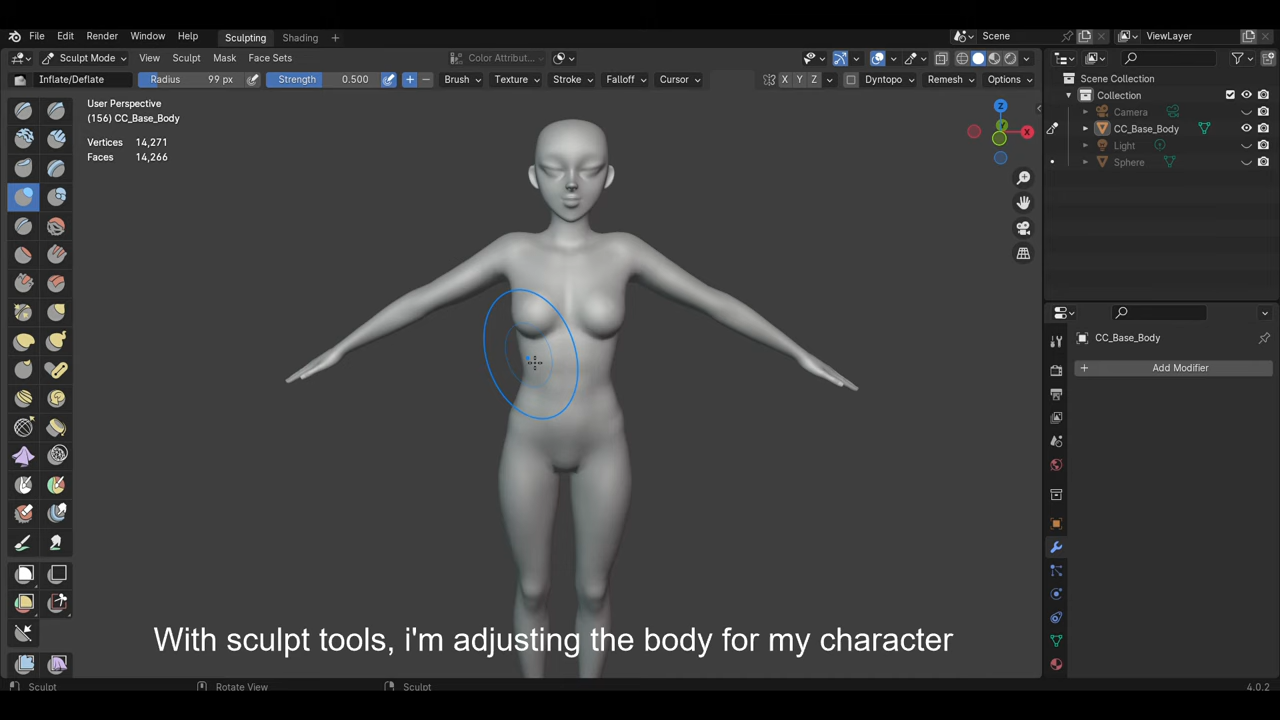 File Edit Render Window Help Sculpting Shading + Scene ViewLayer
Sculpt Mode View Sculpt Mask Face Sets Color Attribut... Scene Collection
Inflate/Deflate Radius 99 px Strength 0.500 + − Brush Texture Stroke Falloff Cursor X Y Z Dyntopo Remesh Options
Collection
User Perspective
(156) CC_Base_Body
Vertices 14,271
Faces 14,266
Z
Y
X
Camera
CC_Base_Body
Light
Sphere
CC_Base_Body
+ Add Modifier
With sculpt tools, i'm adjusting the body for my character
Sculpt Rotate View Sculpt 4.0.2